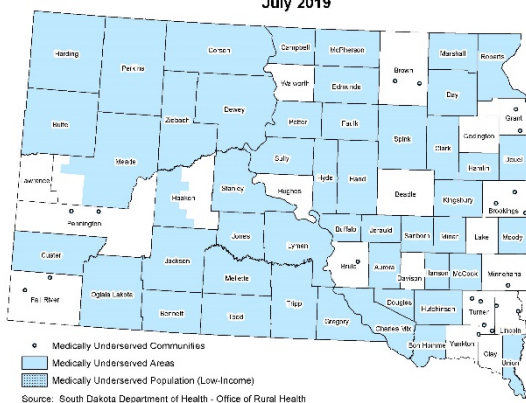 July 2019
Harding
Perkins
Corson
Campbell
McPherson
Brown
Marshall
Roberts
Walworth
Edmunds
Day
Butte
Ziebach
Dewey
Potter
Faulk
Spink
Clark
Codington
Grant
Meade
Sully
Hyde
Hand
Hamlin
Deuel
Lawrence
Haakon
Stanley
Hughes
Beadle
Kingsbury
Brookings
Pennington
Jones
Lyman
Buffalo
Jerauld
Sanborn
Miner
Lake
Moody
Custer
Jackson
Brule
Aurora
Davison
Hanson
McCook
Minnehaha
Fall River
Oglala Lakota
Mellette
Tripp
Douglas
Hutchinson
Turner
Lincoln
Bennett
Todd
Gregory
Charles Mix
Bon Homme
Yankton
Clay
Union
Medically Underserved Communities
Medically Underserved Areas
Medically Underserved Population (Low-Income)
Source: South Dakota Department of Health - Office of Rural Health